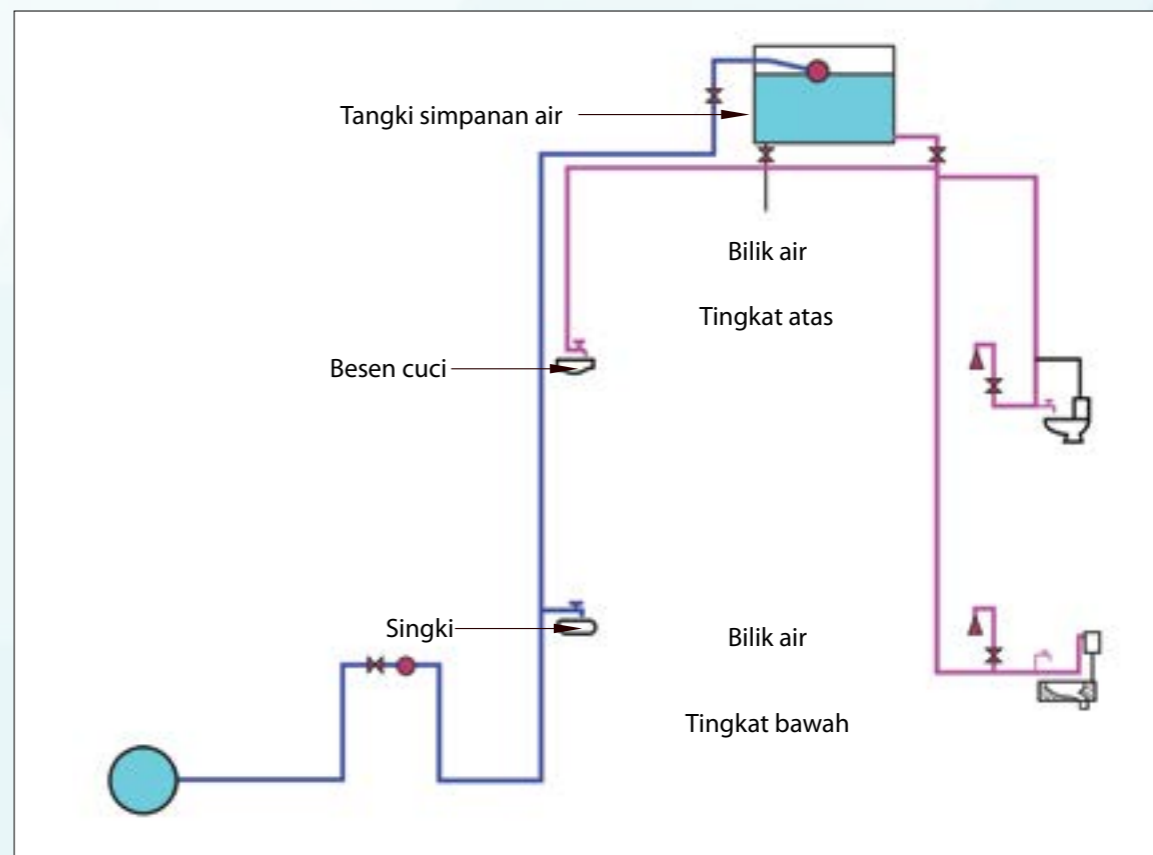 Tangki simpanan air
Bilik air
Tingkat atas
Besen cuci
Singki
Bilik air
Tingkat bawah